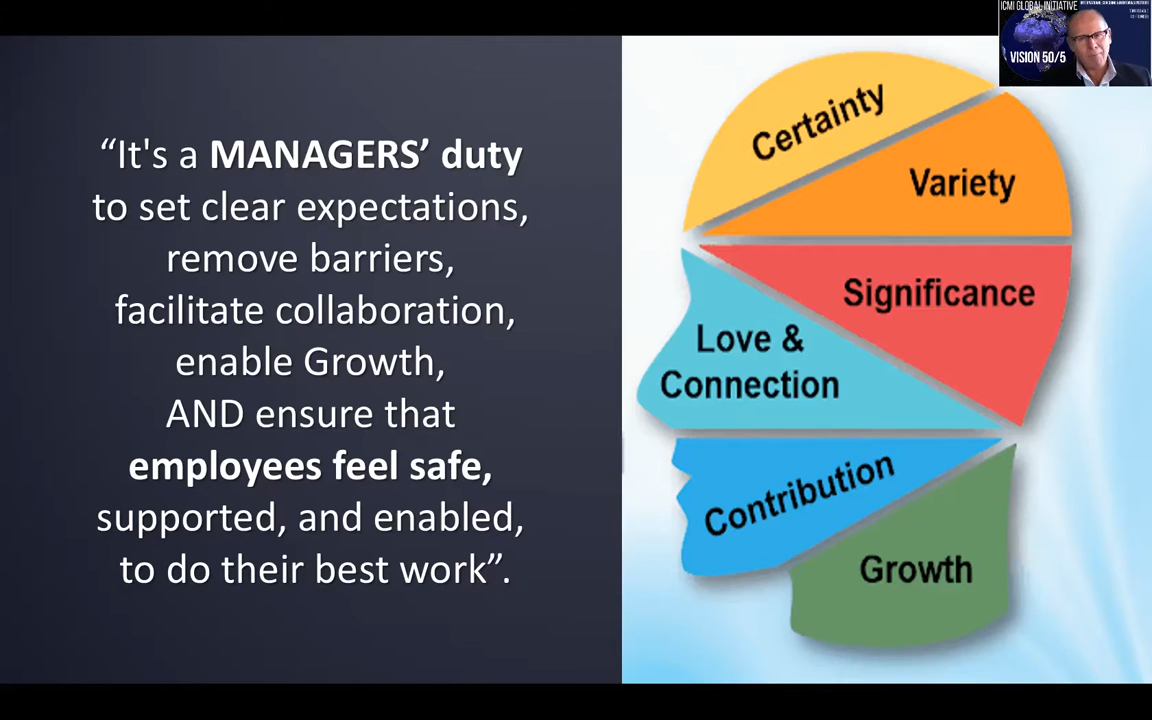 “It's a MANAGERS’ duty
to set clear expectations,
remove barriers,
facilitate collaboration,
enable Growth,
AND ensure that
employees feel safe,
supported, and enabled,
to do their best work”.
Certainty
Variety
Significance
Love &
Connection
Contribution
Growth
ICMI GLOBAL INITIATIVE
VISION 50/5